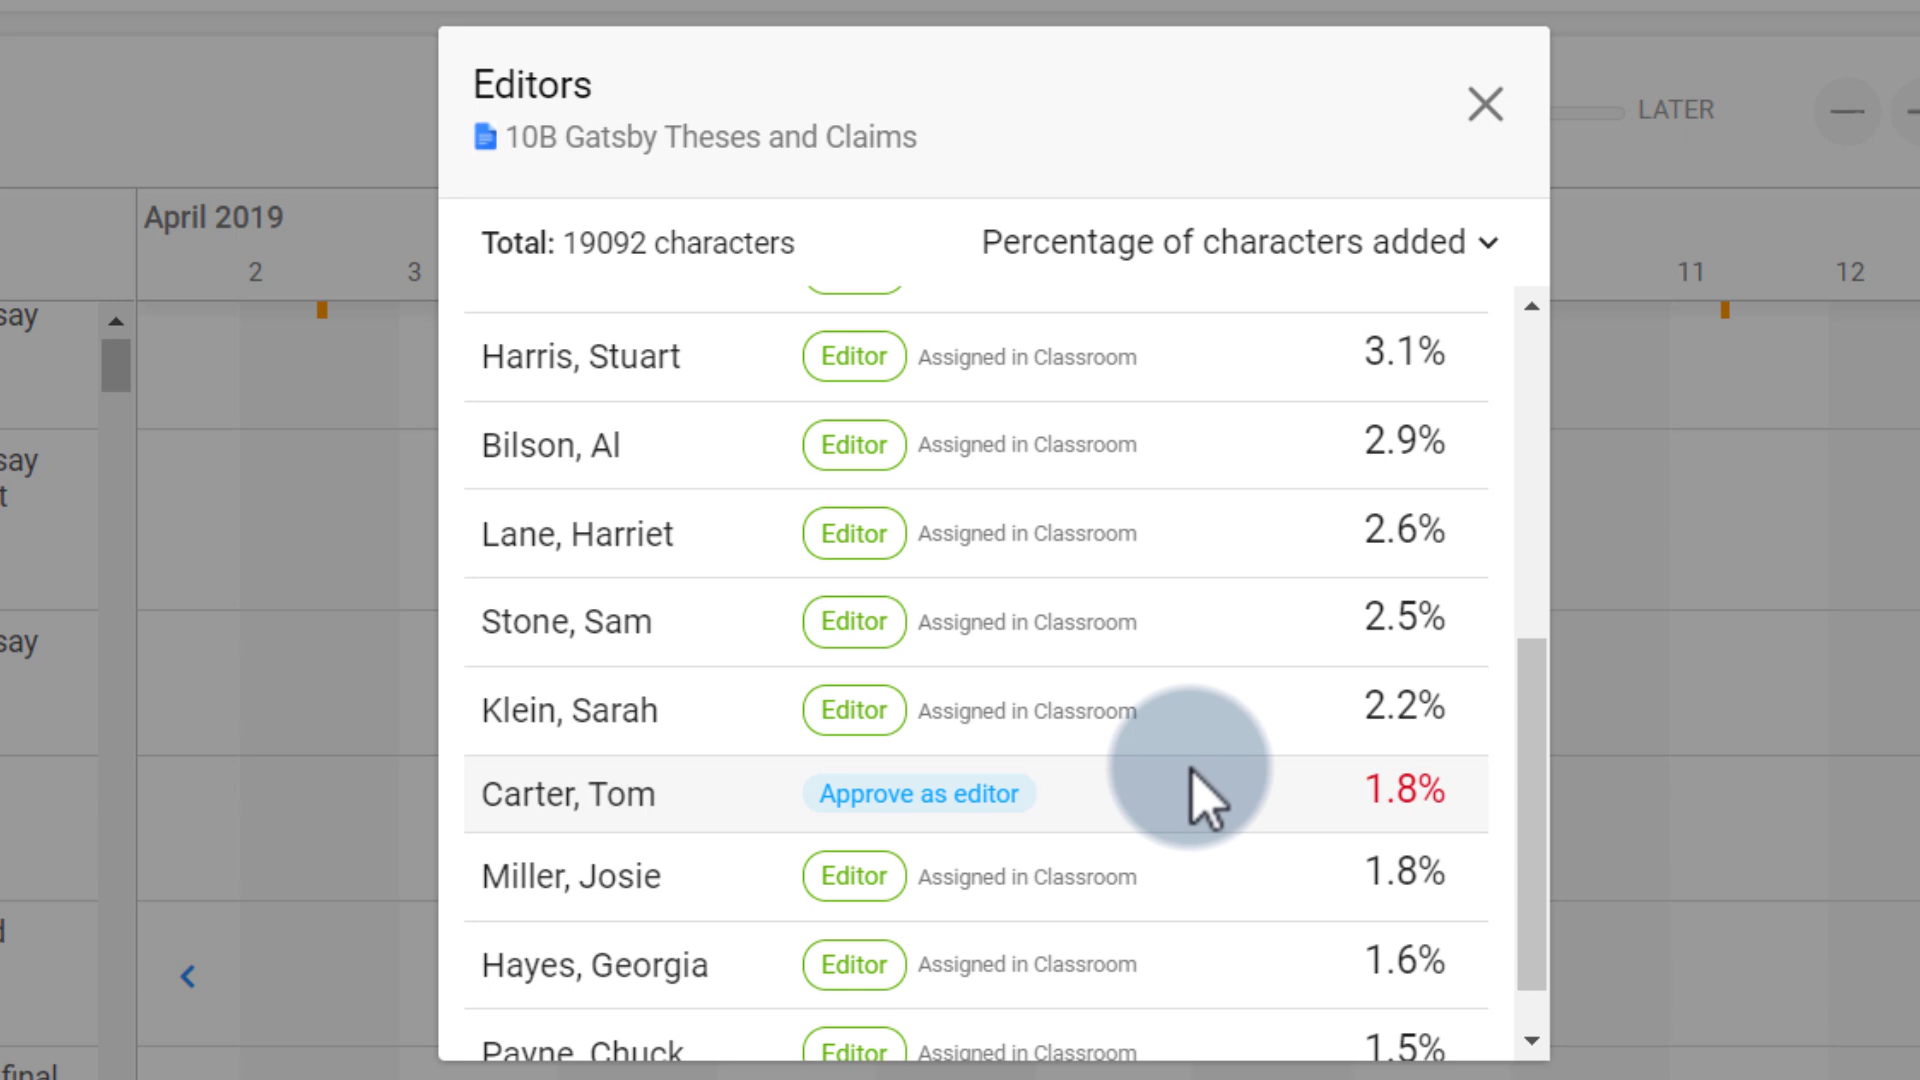 Editors
10B Gatsby Theses and Claims
LATER
April 2019
2 3 11 12
Total: 19092 characters Percentage of characters added
say
Harris, Stuart Editor Assigned in Classroom 3.1%
Bilson, Al Editor Assigned in Classroom 2.9%
say
t
Lane, Harriet Editor Assigned in Classroom 2.6%
Stone, Sam Editor Assigned in Classroom 2.5%
say
Klein, Sarah Editor Assigned in Classroom 2.2%
Carter, Tom Approve as editor 1.8%
Miller, Josie Editor Assigned in Classroom 1.8%
d
Hayes, Georgia Editor Assigned in Classroom 1.6%
Payne, Chuck Editor Assigned in Classroom 1.5%
final